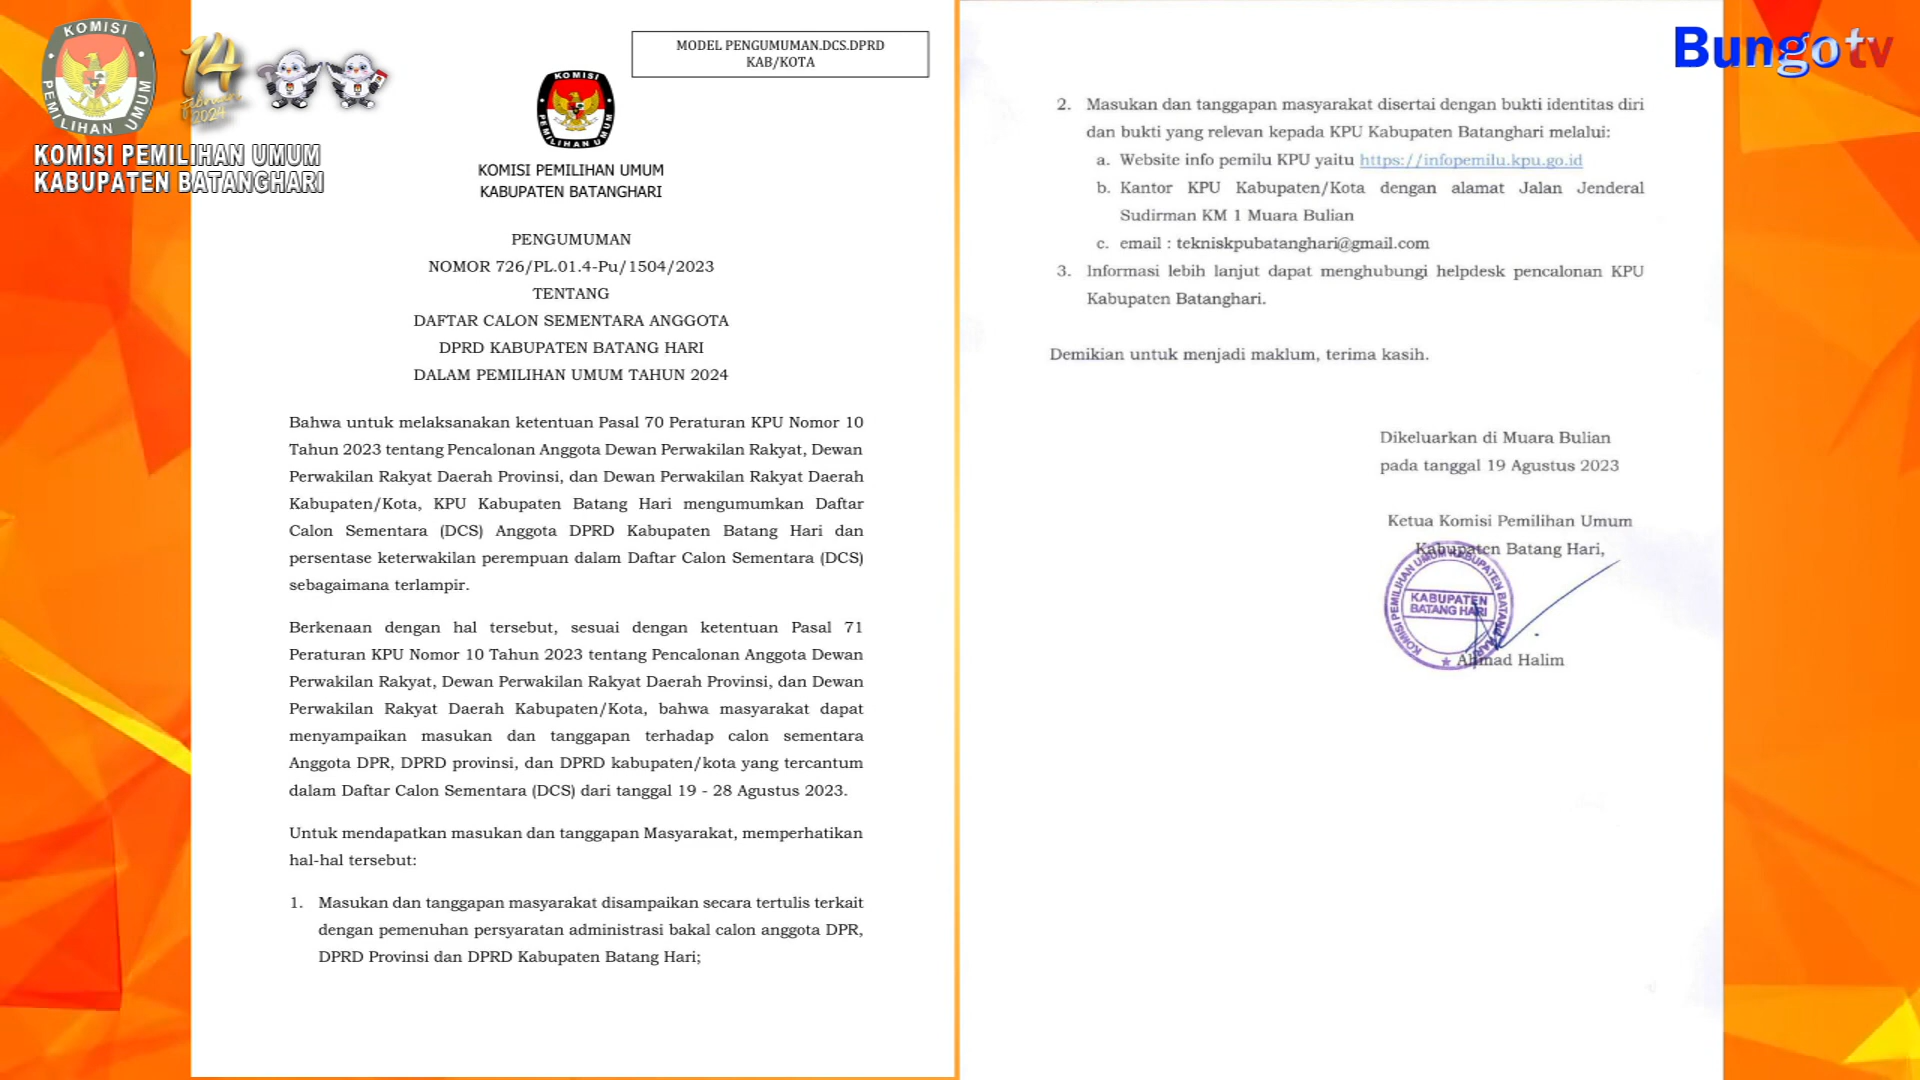 KOMISI
PEMILIHAN UMUM
14
Februari
2024
KOMISI PEMILIHAN UMUM
KABUPATEN BATANGHARI
MODEL PENGUMUMAN.DCS.DPRD
KAB/KOTA
KOMISI
PEMILIHAN UMUM
KOMISI PEMILIHAN UMUM
KABUPATEN BATANGHARI
PENGUMUMAN
NOMOR 726/PL.01.4-Pu/1504/2023
TENTANG
DAFTAR CALON SEMENTARA ANGGOTA
DPRD KABUPATEN BATANG HARI
DALAM PEMILIHAN UMUM TAHUN 2024
Bahwa untuk melaksanakan ketentuan Pasal 70 Peraturan KPU Nomor 10
Tahun 2023 tentang Pencalonan Anggota Dewan Perwakilan Rakyat, Dewan
Perwakilan Rakyat Daerah Provinsi, dan Dewan Perwakilan Rakyat Daerah
Kabupaten/Kota, KPU Kabupaten Batang Hari mengumumkan Daftar
Calon Sementara (DCS) Anggota DPRD Kabupaten Batang Hari dan
persentase keterwakilan perempuan dalam Daftar Calon Sementara (DCS)
sebagaimana terlampir.
Berkenaan dengan hal tersebut, sesuai dengan ketentuan Pasal 71
Peraturan KPU Nomor 10 Tahun 2023 tentang Pencalonan Anggota Dewan
Perwakilan Rakyat, Dewan Perwakilan Rakyat Daerah Provinsi, dan Dewan
Perwakilan Rakyat Daerah Kabupaten/Kota, bahwa masyarakat dapat
menyampaikan masukan dan tanggapan terhadap calon sementara
Anggota DPR, DPRD provinsi, dan DPRD kabupaten/kota yang tercantum
dalam Daftar Calon Sementara (DCS) dari tanggal 19 - 28 Agustus 2023.
Untuk mendapatkan masukan dan tanggapan Masyarakat, memperhatikan
hal-hal tersebut:
1. Masukan dan tanggapan masyarakat disampaikan secara tertulis terkait
dengan pemenuhan persyaratan administrasi bakal calon anggota DPR,
DPRD Provinsi dan DPRD Kabupaten Batang Hari;
Bungotv
2. Masukan dan tanggapan masyarakat disertai dengan bukti identitas diri
dan bukti yang relevan kepada KPU Kabupaten Batanghari melalui:
a. Website info pemilu KPU yaitu https://infopemilu.kpu.go.id
b. Kantor KPU Kabupaten/Kota dengan alamat Jalan Jenderal
Sudirman KM 1 Muara Bulian
c. email : tekniskpubatanghari@gmail.com
3. Informasi lebih lanjut dapat menghubungi helpdesk pencalonan KPU
Kabupaten Batanghari.
Demikian untuk menjadi maklum, terima kasih.
Dikeluarkan di Muara Bulian
pada tanggal 19 Agustus 2023
Ketua Komisi Pemilihan Umum
Kabupaten Batang Hari,
KOMISI PEMILIHAN UMUM KABUPATEN BATANG HARI
KABUPATEN
BATANG HARI
Ahmad Halim